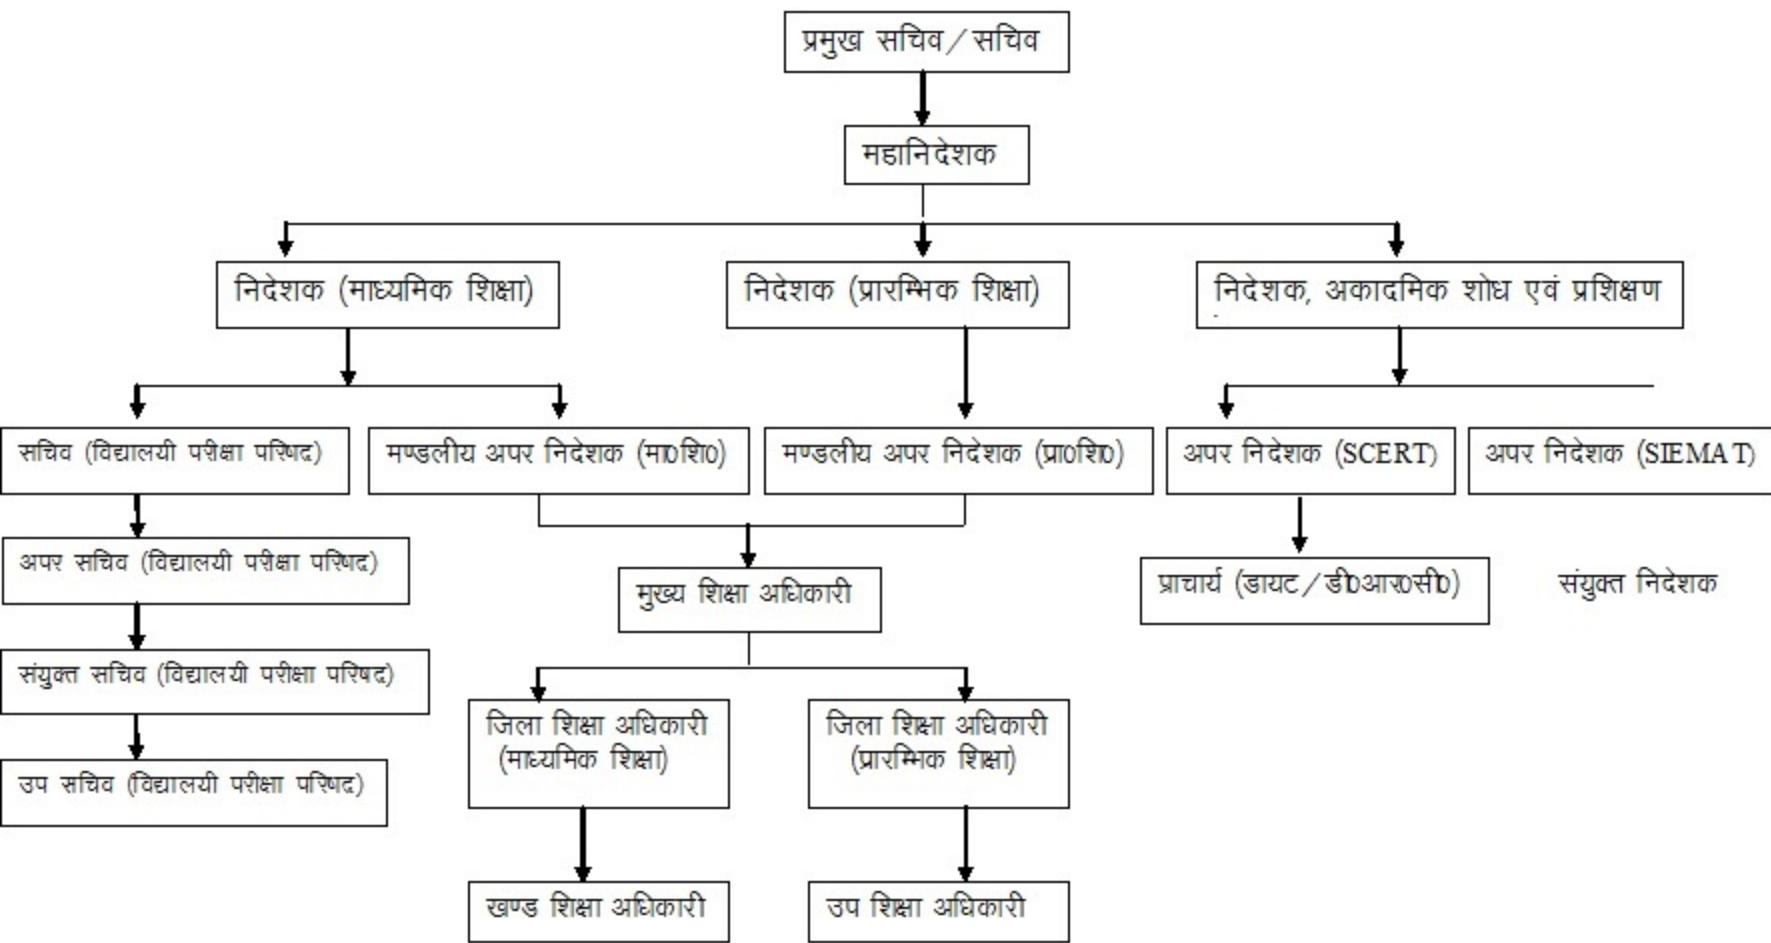 प्रमुख सचिव/सचिव
महानिदेशक
निदेशक (माध्यमिक शिक्षा)
निदेशक (प्रारम्भिक शिक्षा)
निदेशक, अकादमिक शोध एवं प्रशिक्षण
सचिव (विद्यालयी परीक्षा परिषद)
मण्डलीय अपर निदेशक (मा0शि0)
मण्डलीय अपर निदेशक (प्रा0शि0)
अपर निदेशक (SCERT)
अपर निदेशक (SIEMAT)
अपर सचिव (विद्यालयी परीक्षा परिषद)
मुख्य शिक्षा अधिकारी
प्राचार्य (डायट/डी0आर0सी0)
संयुक्त निदेशक
संयुक्त सचिव (विद्यालयी परीक्षा परिषद)
जिला शिक्षा अधिकारी
(माध्यमिक शिक्षा)
जिला शिक्षा अधिकारी
(प्रारम्भिक शिक्षा)
उप सचिव (विद्यालयी परीक्षा परिषद)
खण्ड शिक्षा अधिकारी
उप शिक्षा अधिकारी